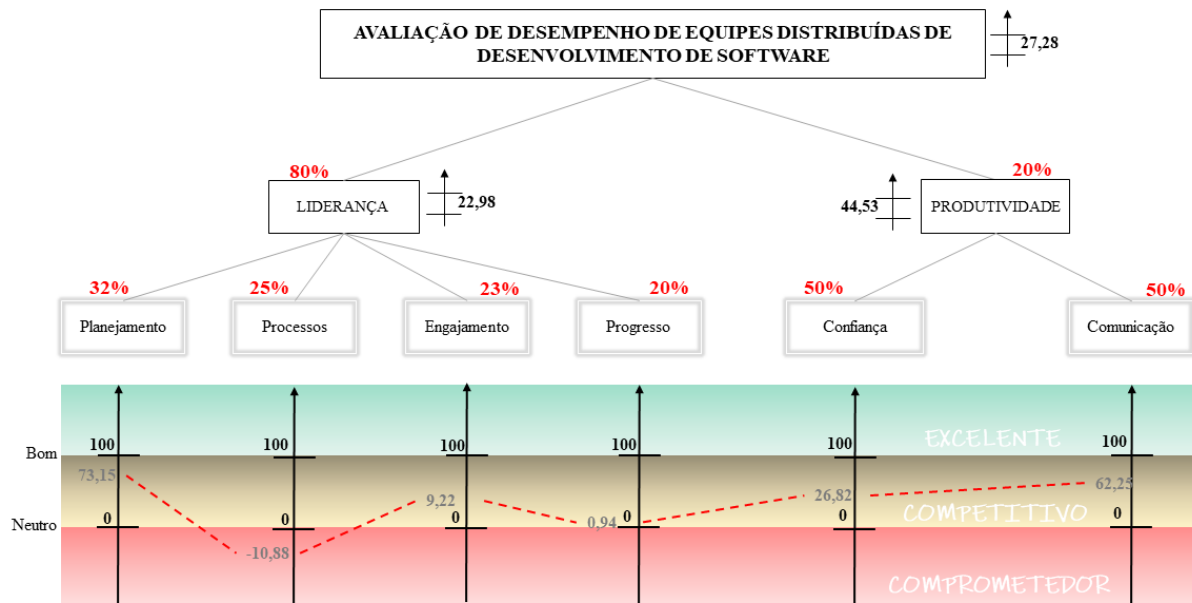 AVALIAÇÃO DE DESEMPENHO DE EQUIPES DISTRIBUÍDAS DE
DESENVOLVIMENTO DE SOFTWARE
27,28
80%
20%
LIDERANÇA
22,98
44,53
PRODUTIVIDADE
32%
25%
23%
20%
50%
50%
Planejamento
Processos
Engajamento
Progresso
Confiança
Comunicação
EXCELENTE
Bom
100
100
100
100
100
100
73,15
-10,88
9,22
0,94
26,82
62,25
COMPETITIVO
Neutro
0
0
0
0
0
0
COMPROMETEDOR